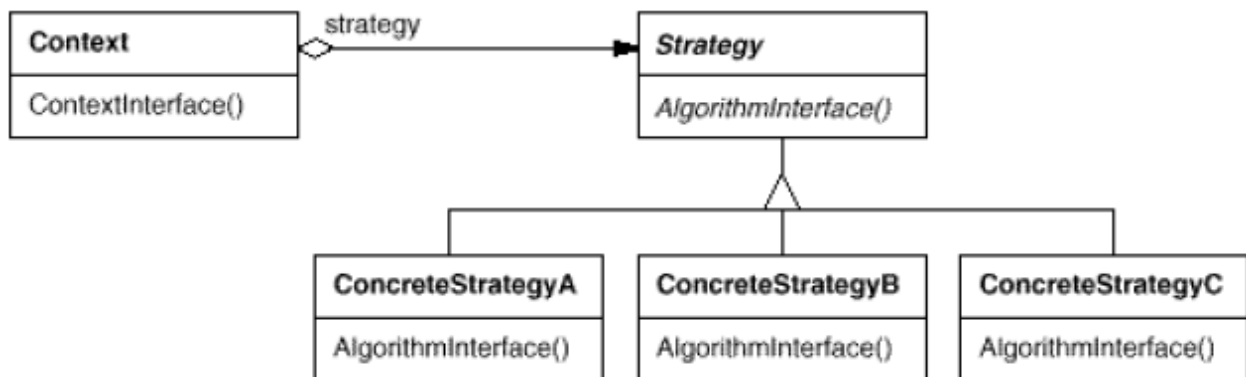 strategy
Context
Strategy
ContextInterface()
AlgorithmInterface()
ConcreteStrategyA
ConcreteStrategyB
ConcreteStrategyC
AlgorithmInterface()
AlgorithmInterface()
AlgorithmInterface()